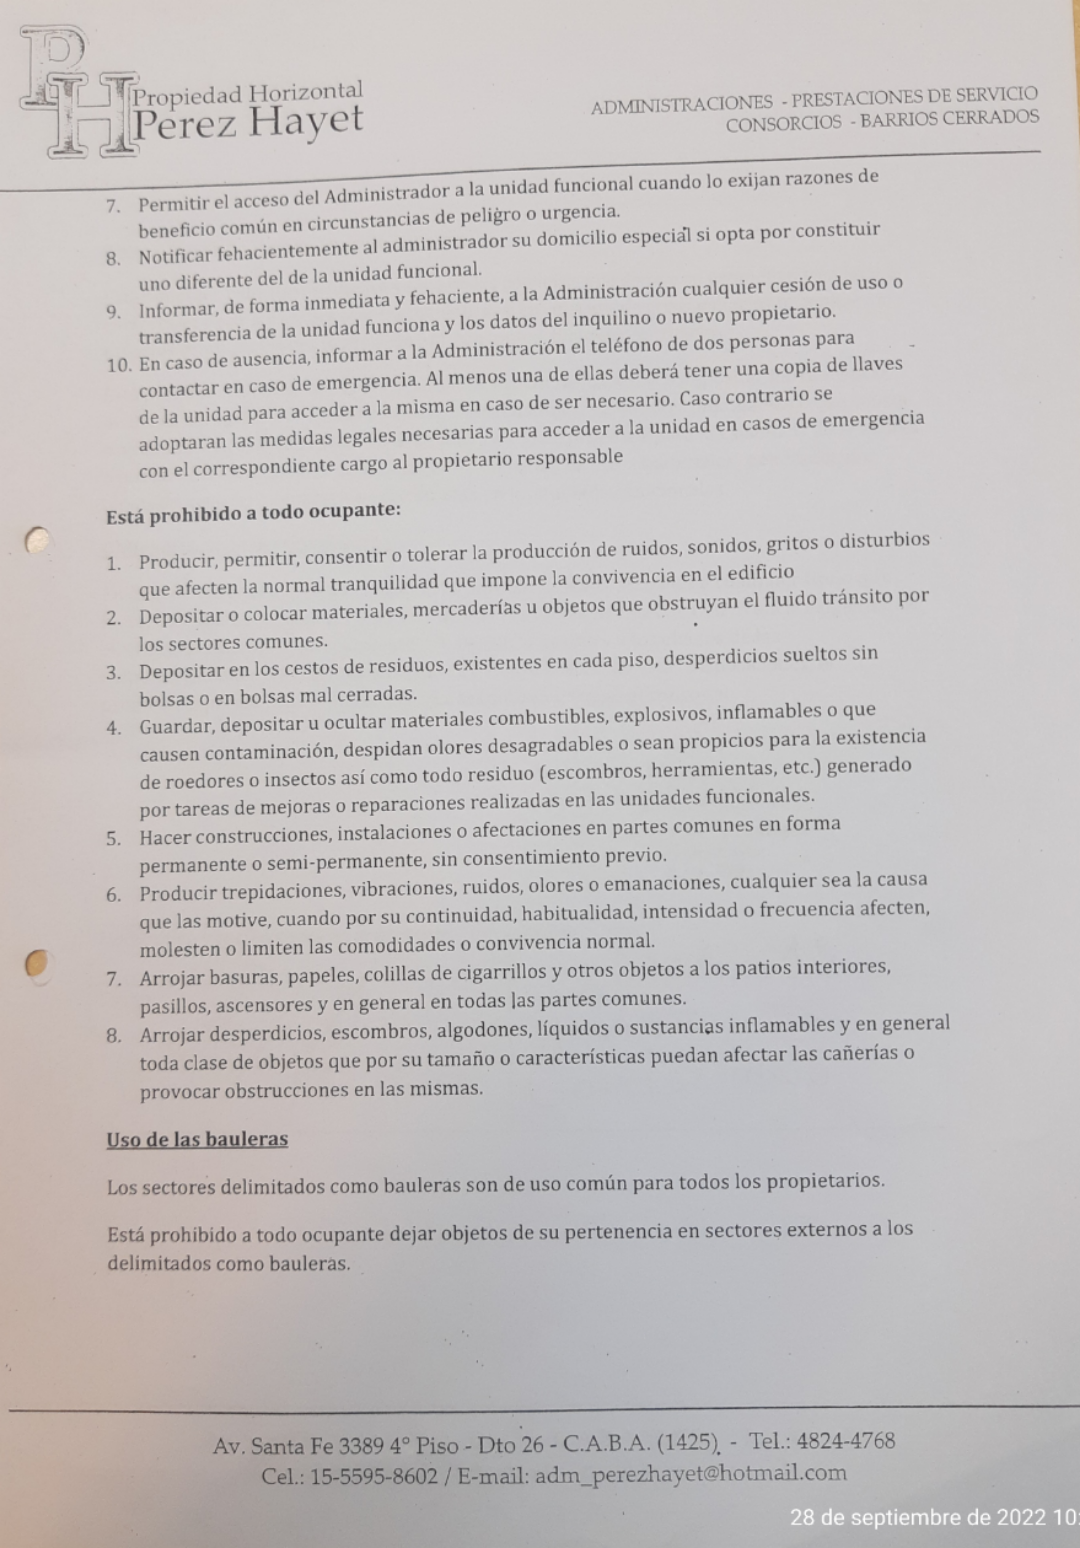 PH
Propiedad Horizontal
Perez Hayet
ADMINISTRACIONES - PRESTACIONES DE SERVICIO
CONSORCIOS - BARRIOS CERRADOS
7. Permitir el acceso del Administrador a la unidad funcional cuando lo exijan razones de
beneficio común en circunstancias de peligro o urgencia.
8. Notificar fehacientemente al administrador su domicilio especial si opta por constituir
uno diferente del de la unidad funcional.
9. Informar, de forma inmediata y fehaciente, a la Administración cualquier cesión de uso o
transferencia de la unidad funciona y los datos del inquilino o nuevo propietario.
10. En caso de ausencia, informar a la Administración el teléfono de dos personas para
contactar en caso de emergencia. Al menos una de ellas deberá tener una copia de llaves
de la unidad para acceder a la misma en caso de ser necesario. Caso contrario se
adoptaran las medidas legales necesarias para acceder a la unidad en casos de emergencia
con el correspondiente cargo al propietario responsable
Está prohibido a todo ocupante:
1. Producir, permitir, consentir o tolerar la producción de ruidos, sonidos, gritos o disturbios
que afecten la normal tranquilidad que impone la convivencia en el edificio
2. Depositar o colocar materiales, mercaderías u objetos que obstruyan el fluido tránsito por
los sectores comunes.
3. Depositar en los cestos de residuos, existentes en cada piso, desperdicios sueltos sin
bolsas o en bolsas mal cerradas.
4. Guardar, depositar u ocultar materiales combustibles, explosivos, inflamables o que
causen contaminación, despidan olores desagradables o sean propicios para la existencia
de roedores o insectos así como todo residuo (escombros, herramientas, etc.) generado
por tareas de mejoras o reparaciones realizadas en las unidades funcionales.
5. Hacer construcciones, instalaciones o afectaciones en partes comunes en forma
permanente o semi-permanente, sin consentimiento previo.
6. Producir trepidaciones, vibraciones, ruidos, olores o emanaciones, cualquier sea la causa
que las motive, cuando por su continuidad, habitualidad, intensidad o frecuencia afecten,
molesten o limiten las comodidades o convivencia normal.
7. Arrojar basuras, papeles, colillas de cigarrillos y otros objetos a los patios interiores,
pasillos, ascensores y en general en todas las partes comunes.
8. Arrojar desperdicios, escombros, algodones, líquidos o sustancias inflamables y en general
toda clase de objetos que por su tamaño o características puedan afectar las cañerías o
provocar obstrucciones en las mismas.
Uso de las bauleras
Los sectores delimitados como bauleras son de uso común para todos los propietarios.
Está prohibido a todo ocupante dejar objetos de su pertenencia en sectores externos a los
delimitados como bauleras.
Av. Santa Fe 3389 4º Piso - Dto 26 - C.A.B.A. (1425) - Tel.: 4824-4768
Cel.: 15-5595-8602 / E-mail: adm_perezhayet@hotmail.com
28 de septiembre de 2022 10: